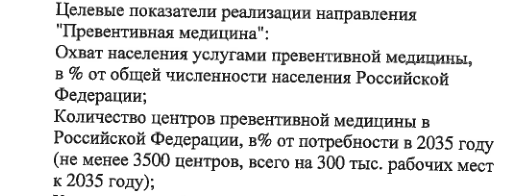 Целевые показатели реализации направления
"Превентивная медицина":
Охват населения услугами превентивной медицины,
в % от общей численности населения Российской
Федерации;
Количество центров превентивной медицины в
Российской Федерации, в% от потребности в 2035 году
(не менее 3500 центров, всего на 300 тыс. рабочих мест
к 2035 году);